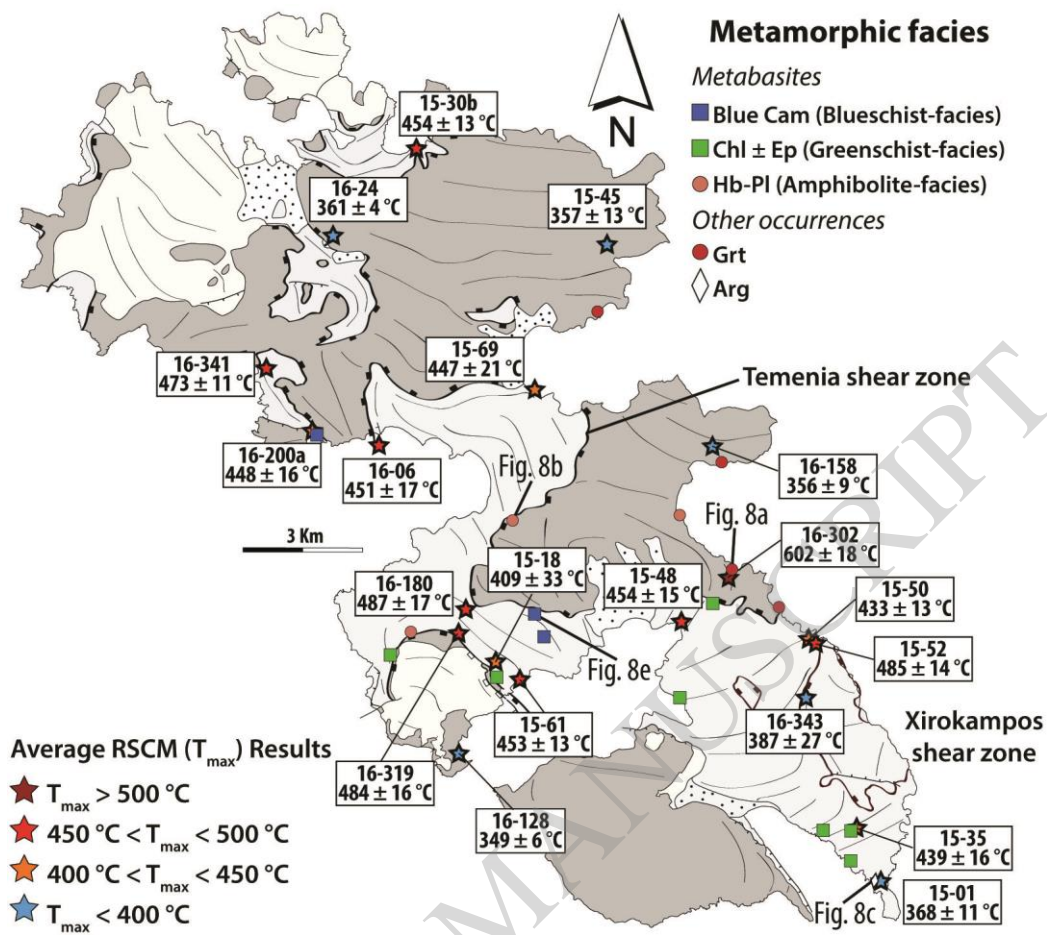 Metamorphic facies
Metabasites
Blue Cam (Blueschist-facies)
Chl ± Ep (Greenschist-facies)
Hb-Pl (Amphibolite-facies)
Other occurrences
Grt
Arg
N
15-30b
454 ± 13 °C
16-24
361 ± 4 °C
15-45
357 ± 13 °C
15-69
447 ± 21 °C
16-341
473 ± 11 °C
Temenia shear zone
16-200a
448 ± 16 °C
16-06
451 ± 17 °C
Fig. 8b
16-158
356 ± 9 °C
Fig. 8a
3 Km
16-302
602 ± 18 °C
15-18
409 ± 33 °C
15-48
454 ± 15 °C
16-180
487 ± 17 °C
15-50
433 ± 13 °C
15-52
485 ± 14 °C
Fig. 8e
15-61
453 ± 13 °C
16-343
387 ± 27 °C
Xirokampos
shear zone
16-319
484 ± 16 °C
16-128
349 ± 6 °C
15-35
439 ± 16 °C
15-01
368 ± 11 °C
Fig. 8c
Average RSCM (Tmax) Results
Tmax > 500 °C
450 °C < Tmax < 500 °C
400 °C < Tmax < 450 °C
Tmax < 400 °C
MANUSCRIPT